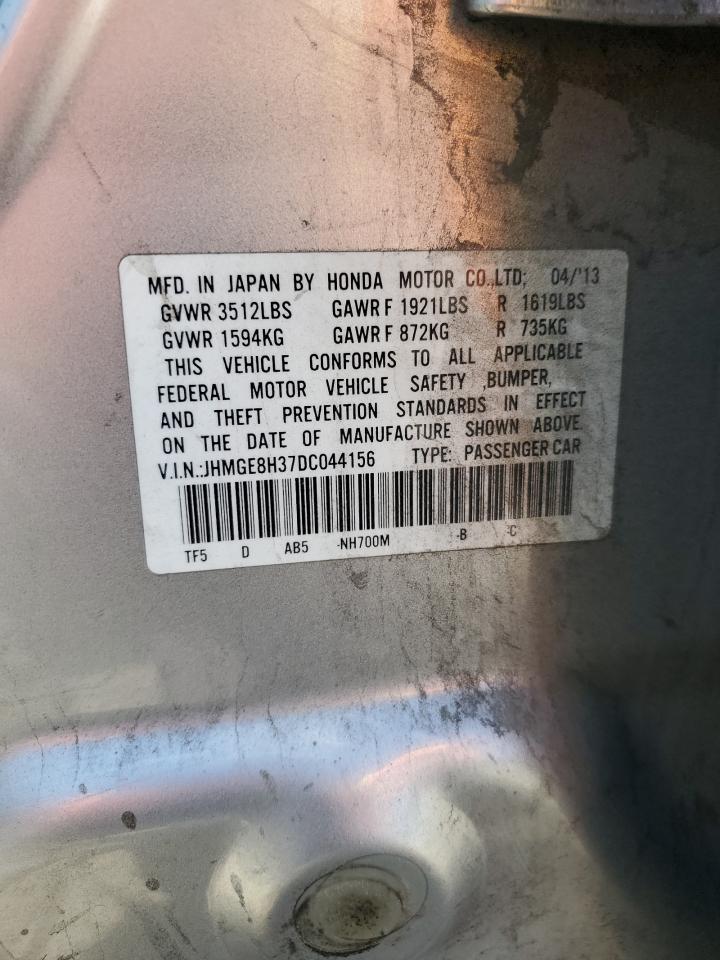 MFD. IN JAPAN BY HONDA MOTOR CO.,LTD; 04/'13
GVWR 3512LBS GAWR F 1921LBS R 1619LBS
GVWR 1594KG GAWR F 872KG R 735KG
THIS VEHICLE CONFORMS TO ALL APPLICABLE
FEDERAL MOTOR VEHICLE SAFETY ,BUMPER,
AND THEFT PREVENTION STANDARDS IN EFFECT
ON THE DATE OF MANUFACTURE SHOWN ABOVE.
V.I.N.:JHMGE8H37DC044156 TYPE: PASSENGER CAR
TF5 D AB5 -NH700M -B -C